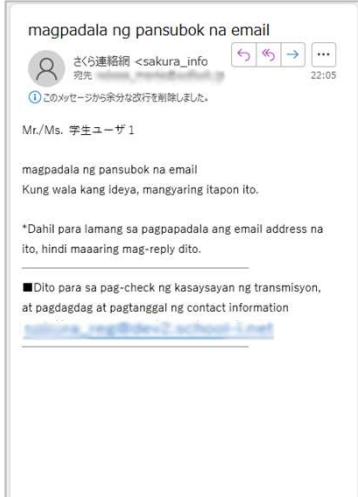 magpadala ng pansubok na email
さくら連絡網 <sakura_info
宛先
22:05
このメッセージから余分な改行を削除しました。
Mr./Ms. 学生ユーザ１
magpadala ng pansubok na email
Kung wala kang ideya, mangyaring itapon ito.
*Dahil para lamang sa pagpapadala ang email address na
ito, hindi maaaring mag-reply dito.
■Dito para sa pag-check ng kasaysayan ng transmisyon,
at pagdagdag at pagtanggal ng contact information